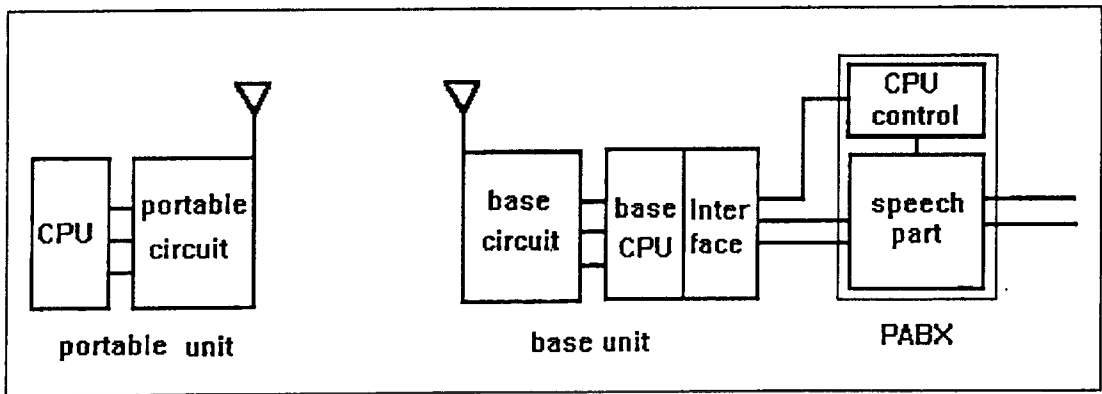 CPU
portable
circuit
portable unit
base
circuit
base
CPU
Inter
face
base unit
CPU
control
speech
part
PABX